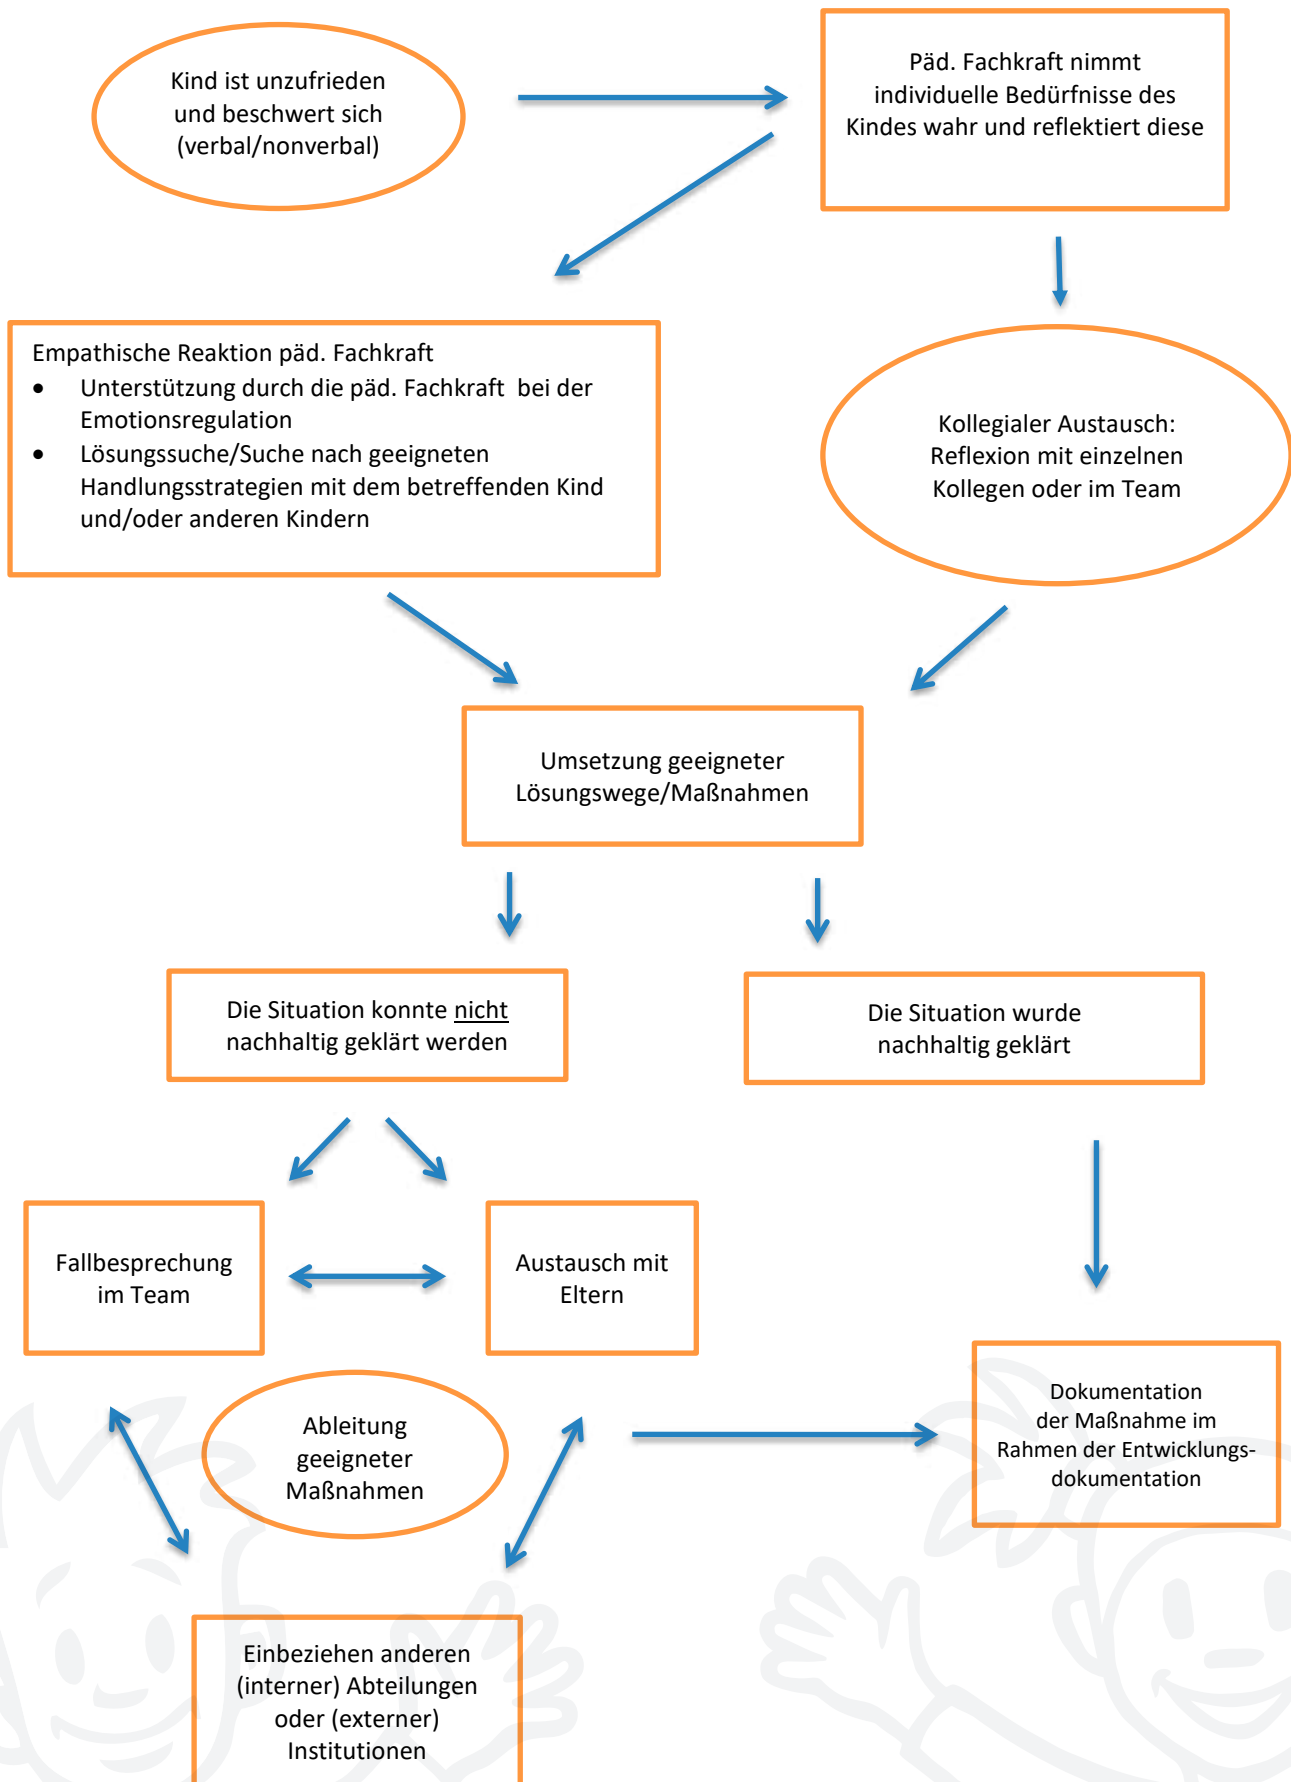 Kind ist unzufrieden
und beschwert sich
(verbal/nonverbal)
Päd. Fachkraft nimmt
individuelle Bedürfnisse des
Kindes wahr und reflektiert diese
Empathische Reaktion päd. Fachkraft
• Unterstützung durch die päd. Fachkraft bei der
Emotionsregulation
• Lösungssuche/Suche nach geeigneten
Handlungsstrategien mit dem betreffenden Kind
und/oder anderen Kindern
Kollegialer Austausch:
Reflexion mit einzelnen
Kollegen oder im Team
Umsetzung geeigneter
Lösungswege/Maßnahmen
Die Situation konnte nicht
nachhaltig geklärt werden
Die Situation wurde
nachhaltig geklärt
Fallbesprechung
im Team
Austausch mit
Eltern
Ableitung
geeigneter
Maßnahmen
Dokumentation
der Maßnahme im
Rahmen der Entwicklungs-
dokumentation
Einbeziehen anderen
(interner) Abteilungen
oder (externer)
Institutionen